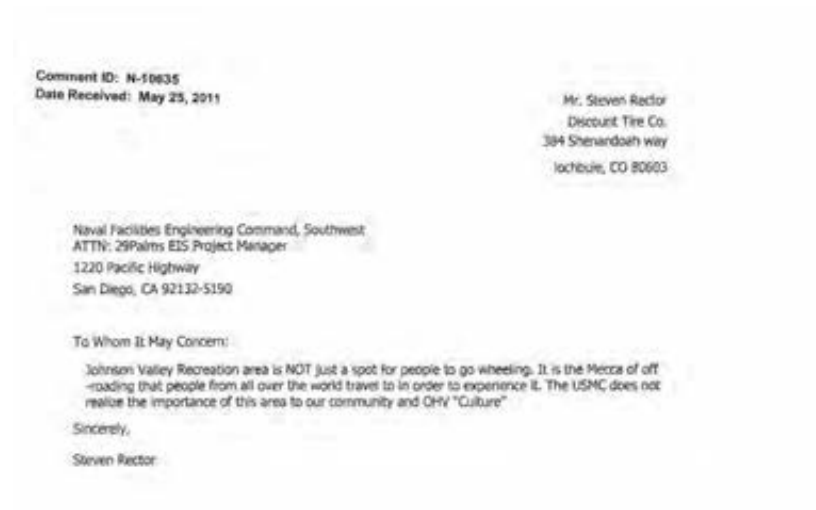 Comment ID: N-10635
Date Received: May 25, 2011
Mr. Steven Rector
Discount Tire Co.
384 Shenandoah way
lochbuie, CO 80603
Naval Facilities Engineering Command, Southwest
ATTN: 29Palms EIS Project Manager
1220 Pacific Highway
San Diego, CA 92132-5190
To Whom It May Concern:
Johnson Valley Recreation area is NOT just a spot for people to go wheeling. It is the Mecca of off
-roading that people from all over the world travel to in order to experience it. The USMC does not
realize the importance of this area to our community and OHV "Culture"
Sincerely,
Steven Rector